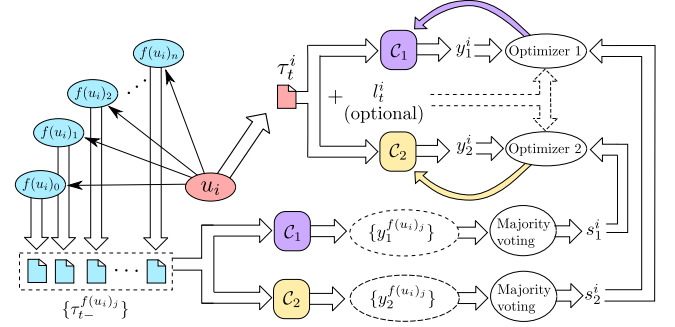 f(u_i)_n
f(u_i)_2
f(u_i)_1
f(u_i)_0
u_i
{τ_{t−}^{f(u_i)_j}}
τ_t^i
+ l_t^i
(optional)
C_1
y_1^i
Optimizer 1
C_2
y_2^i
Optimizer 2
C_1
{y_1^{f(u_i)_j}}
Majority
voting
s_1^i
C_2
{y_2^{f(u_i)_j}}
Majority
voting
s_2^i